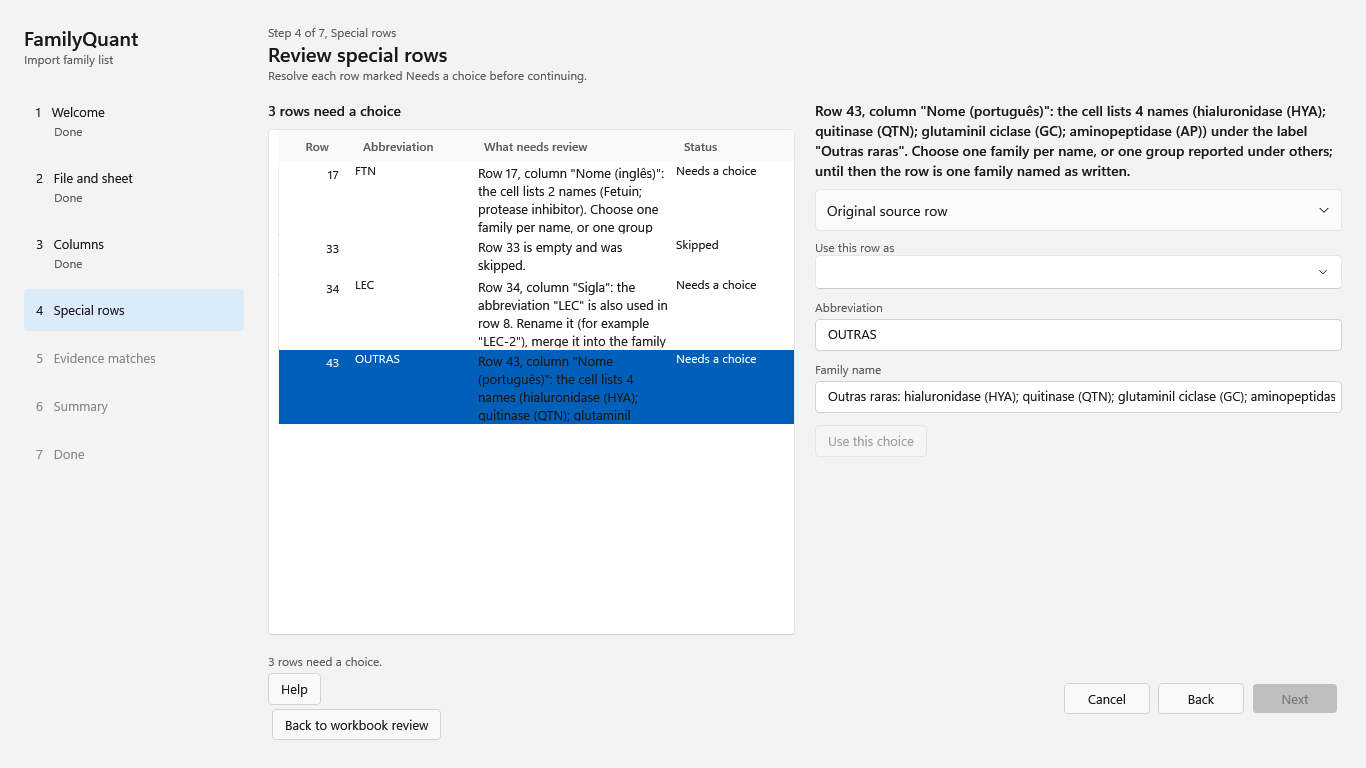 FamilyQuant
Import family list
1 Welcome
Done
2 File and sheet
Done
3 Columns
Done
4 Special rows
5 Evidence matches
6 Summary
7 Done
Step 4 of 7, Special rows
Review special rows
Resolve each row marked Needs a choice before continuing.
3 rows need a choice
Row Abbreviation What needs review Status
17 FTN Row 17, column "Nome (inglês)": Needs a choice
the cell lists 2 names (Fetuin;
protease inhibitor). Choose one
family per name, or one group
33 Row 33 is empty and was Skipped
skipped.
34 LEC Row 34, column "Sigla": the Needs a choice
abbreviation "LEC" is also used in
row 8. Rename it (for example
"LEC-2"), merge it into the family
43 OUTRAS Row 43, column "Nome Needs a choice
(português)": the cell lists 4
names (hialuronidase (HYA);
quitinase (QTN); glutaminil
3 rows need a choice.
Help
Back to workbook review
Row 43, column "Nome (português)": the cell lists 4 names (hialuronidase (HYA);
quitinase (QTN); glutaminil ciclase (GC); aminopeptidase (AP)) under the label
"Outras raras". Choose one family per name, or one group reported under others;
until then the row is one family named as written.
Original source row
Use this row as
Abbreviation
OUTRAS
Family name
Outras raras: hialuronidase (HYA); quitinase (QTN); glutaminil ciclase (GC); aminopeptidas
Use this choice
Cancel Back Next